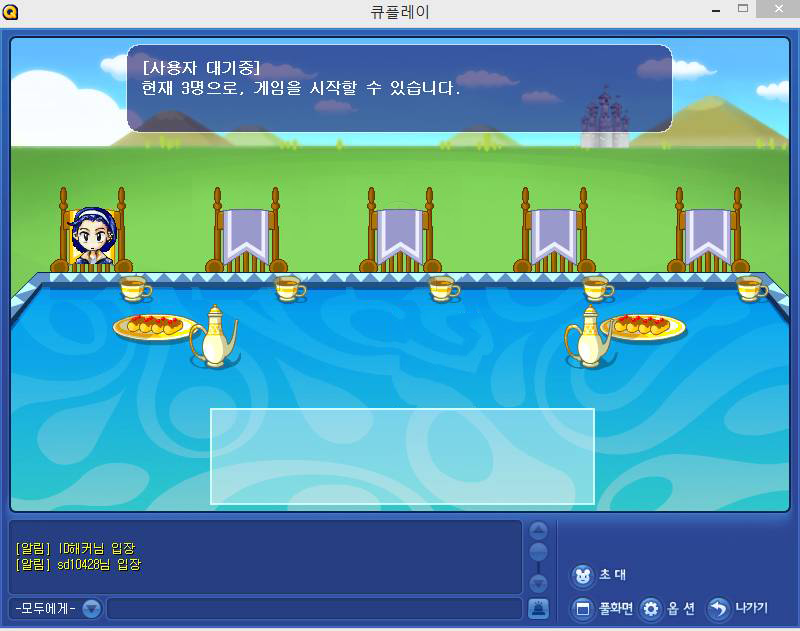 큐플레이
[사용자 대기중]
현재 3명으로, 게임을 시작할 수 있습니다.
[알림] ID해커님 입장
[알림] sd10428님 입장
초대
-모두에게-
풀화면 옵션 나가기